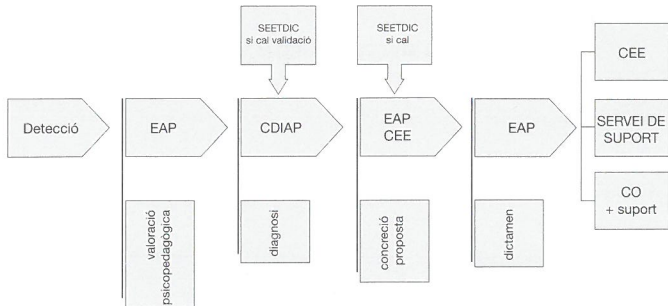 SEETDIC
si cal validació
SEETDIC
si cal
CEE
Detecció
EAP
CDIAP
EAP
CEE
EAP
SERVEI DE
SUPORT
CO
+ suport
valoració
psicopedagògica
diagnosi
concreció
proposta
dictamen